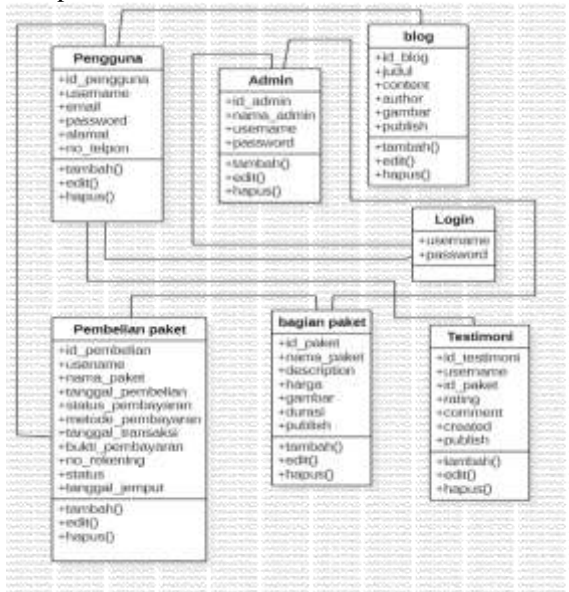 Pengguna
+id_pengguna
+username
+email
+password
+alamat
+no_telpon
+tambah()
+edit()
+hapus()
Admin
+id_admin
+nama_admin
+username
+password
+tambah()
+edit()
+hapus()
blog
+id_blog
+judul
+content
+author
+gambar
+publish
+tambah()
+edit()
+hapus()
Login
+username
+password
Pembelian paket
+id_pembelian
+usename
+nama_paket
+tanggal_pembelian
+status_pembayaran
+metode_pembayaran
+tanggal_transaksi
+bukti_pembayaran
+no_rekening
+status
+tanggal_jemput
+tambah()
+edit()
+hapus()
bagian paket
+id_paket
+nama_paket
+description
+harga
+gambar
+durasi
+publish
+tambah()
+edit()
+hapus()
Testimoni
+id_testimoni
+username
+id_paket
+rating
+comment
+created
+publish
+tambah()
+edit()
+hapus()